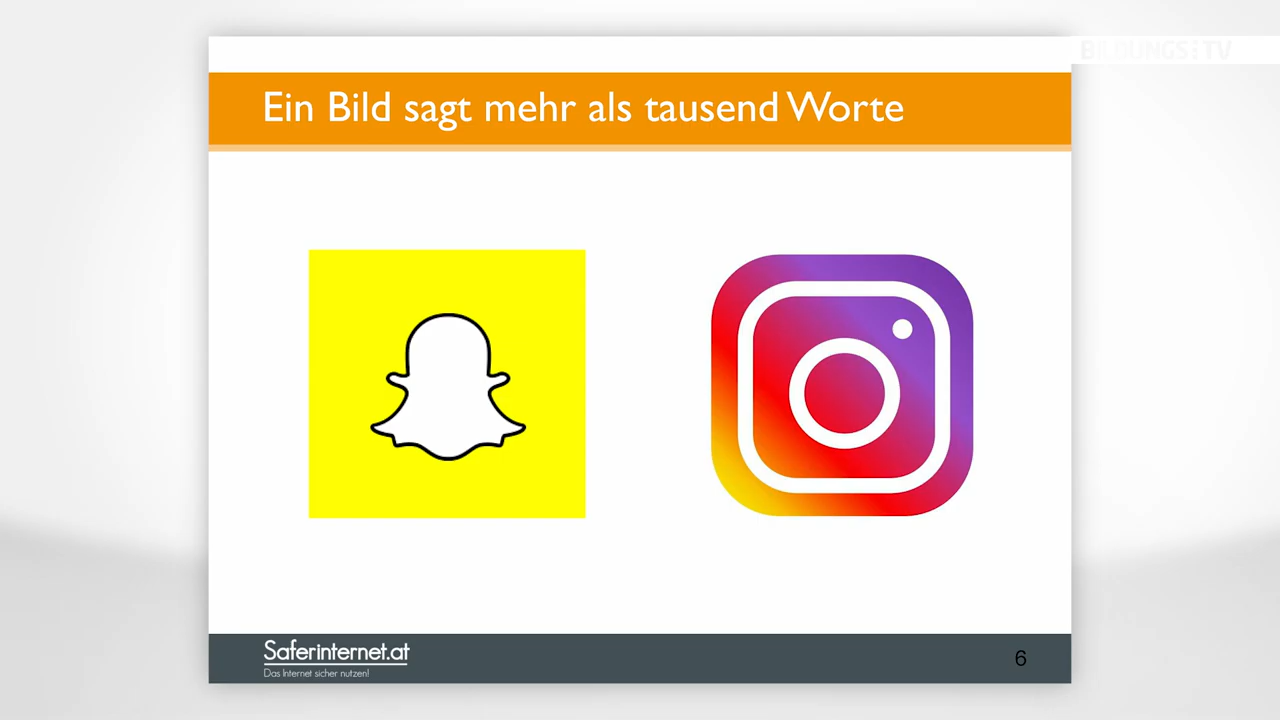 BILDUNGS:TV
Ein Bild sagt mehr als tausend Worte
Saferinternet.at
Das Internet sicher nutzen!
6